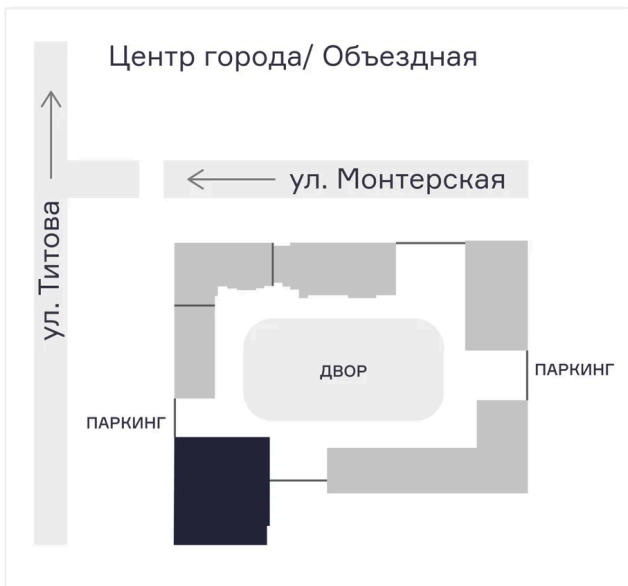 Центр города/ Объездная
ул. Монтерская
ул. Титова
ДВОР
ПАРКИНГ
ПАРКИНГ